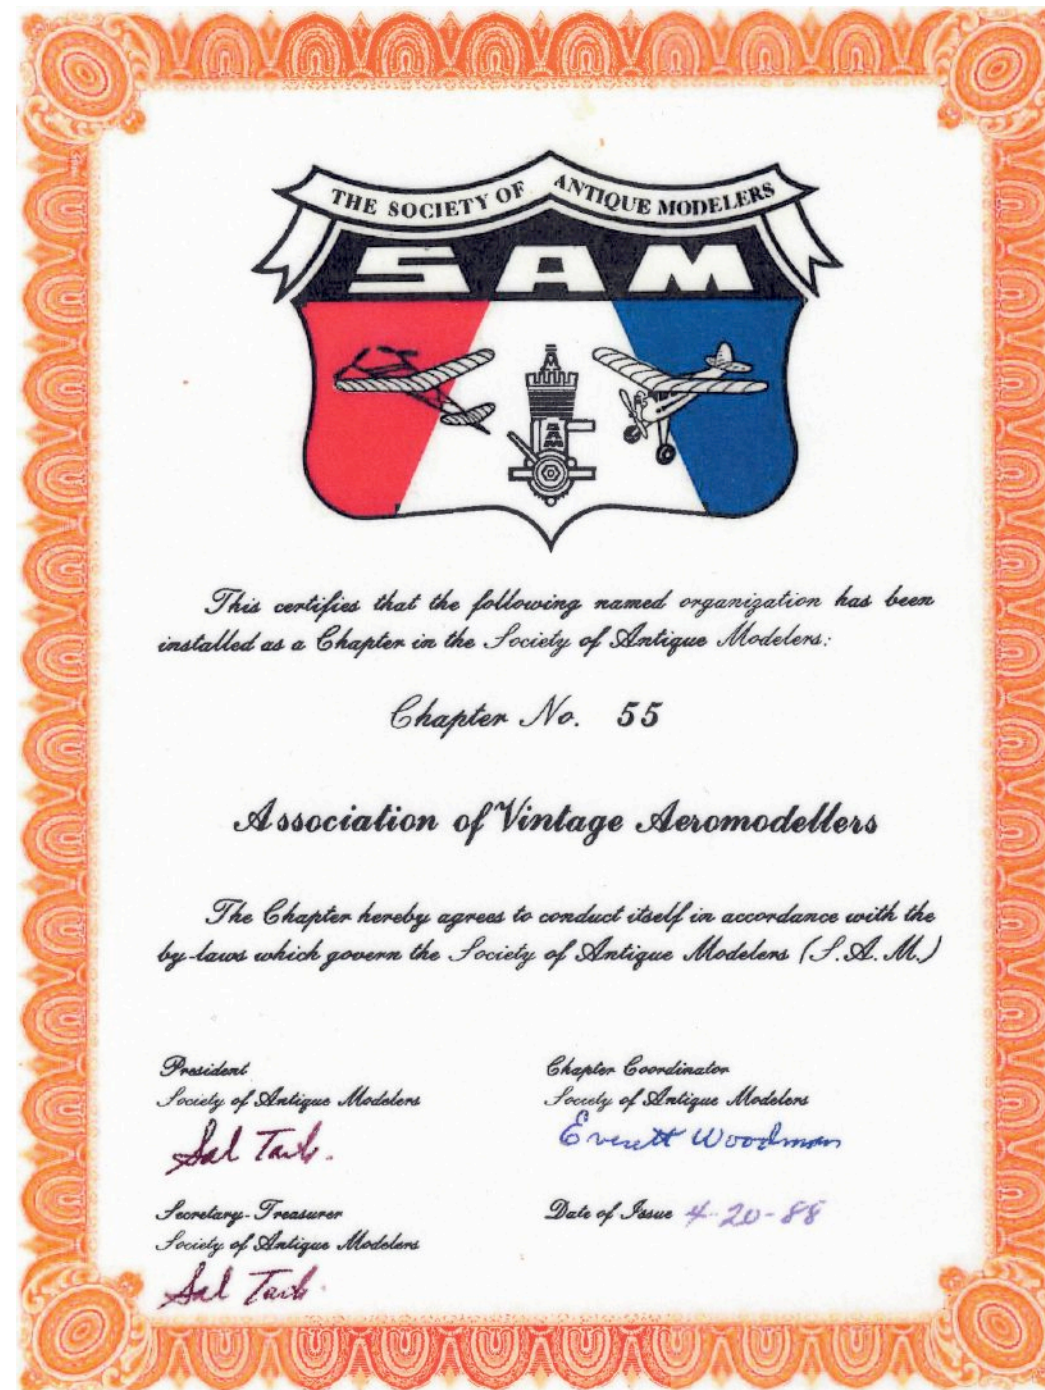 THE SOCIETY OF ANTIQUE MODELERS
SAM
This certifies that the following named organization has been
installed as a Chapter in the Society of Antique Modelers:
Chapter No. 55
Association of Vintage Aeromodellers
The Chapter hereby agrees to conduct itself in accordance with the
by-laws which govern the Society of Antique Modelers (S.A.M.)
President
Society of Antique Modelers
Sal Taib.
Chapter Coordinator
Society of Antique Modelers
Everett Woodman
Secretary-Treasurer
Society of Antique Modelers
Sal Taib.
Date of Issue 4-20-88